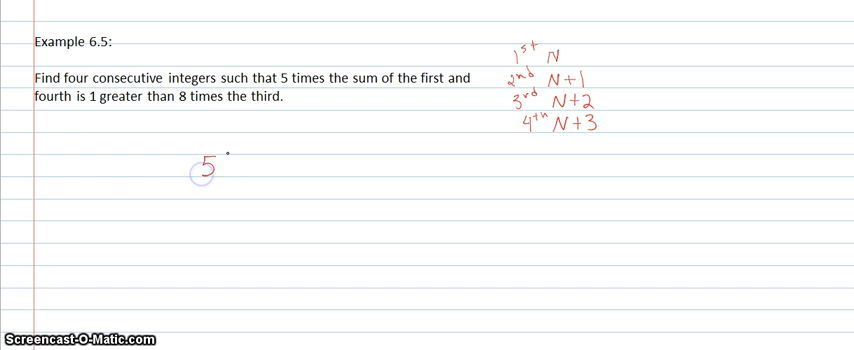 Example 6.5:
Find four consecutive integers such that 5 times the sum of the first and
fourth is 1 greater than 8 times the third.
1st N
2nd N+1
3rd N+2
4th N+3
5
Screencast-O-Matic.com